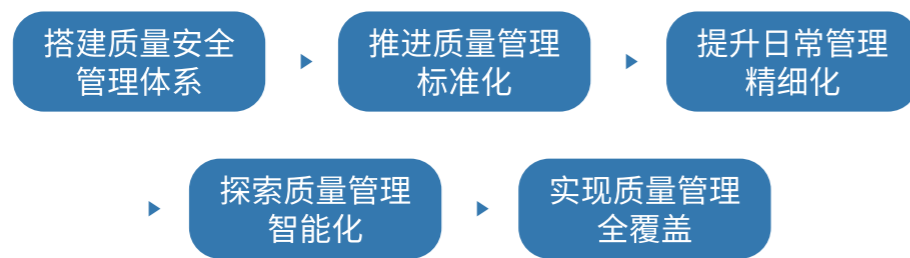 搭建质量安全
管理体系
推进质量管理
标准化
提升日常管理
精细化
探索质量管理
智能化
实现质量管理
全覆盖